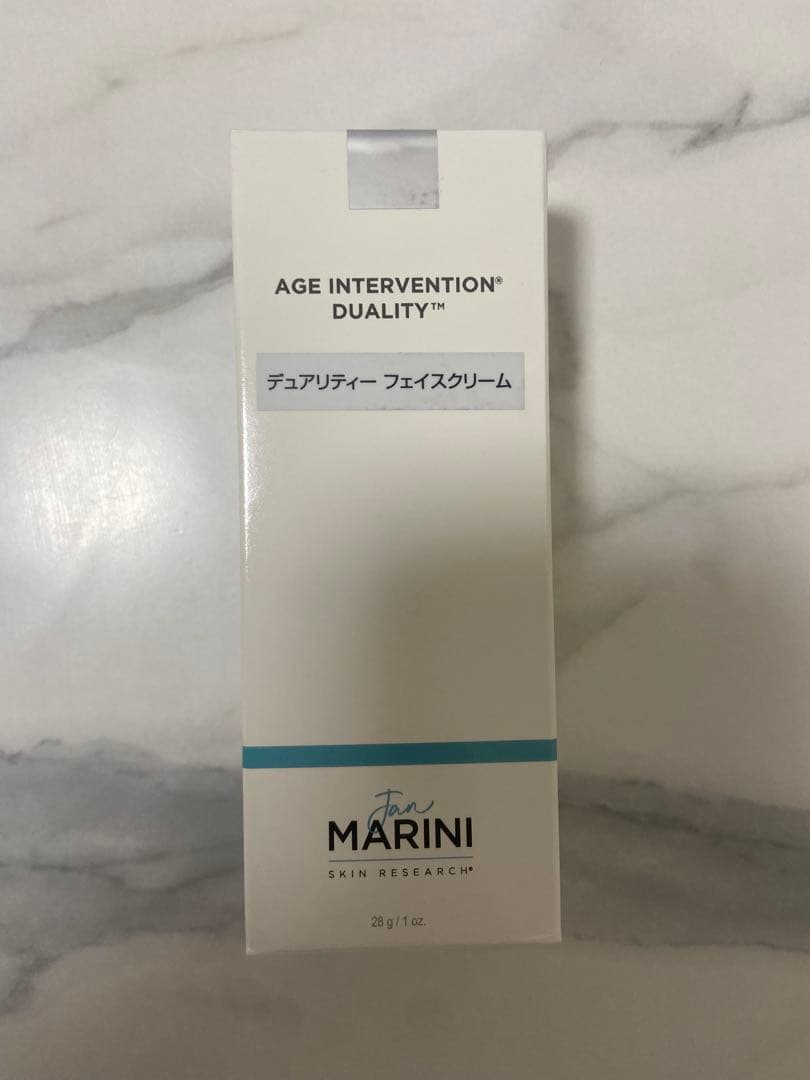 AGE INTERVENTION®
DUALITY™
デュアリティー フェイスクリーム
Jan
MARINI
SKIN RESEARCH®
28 g / 1 oz.